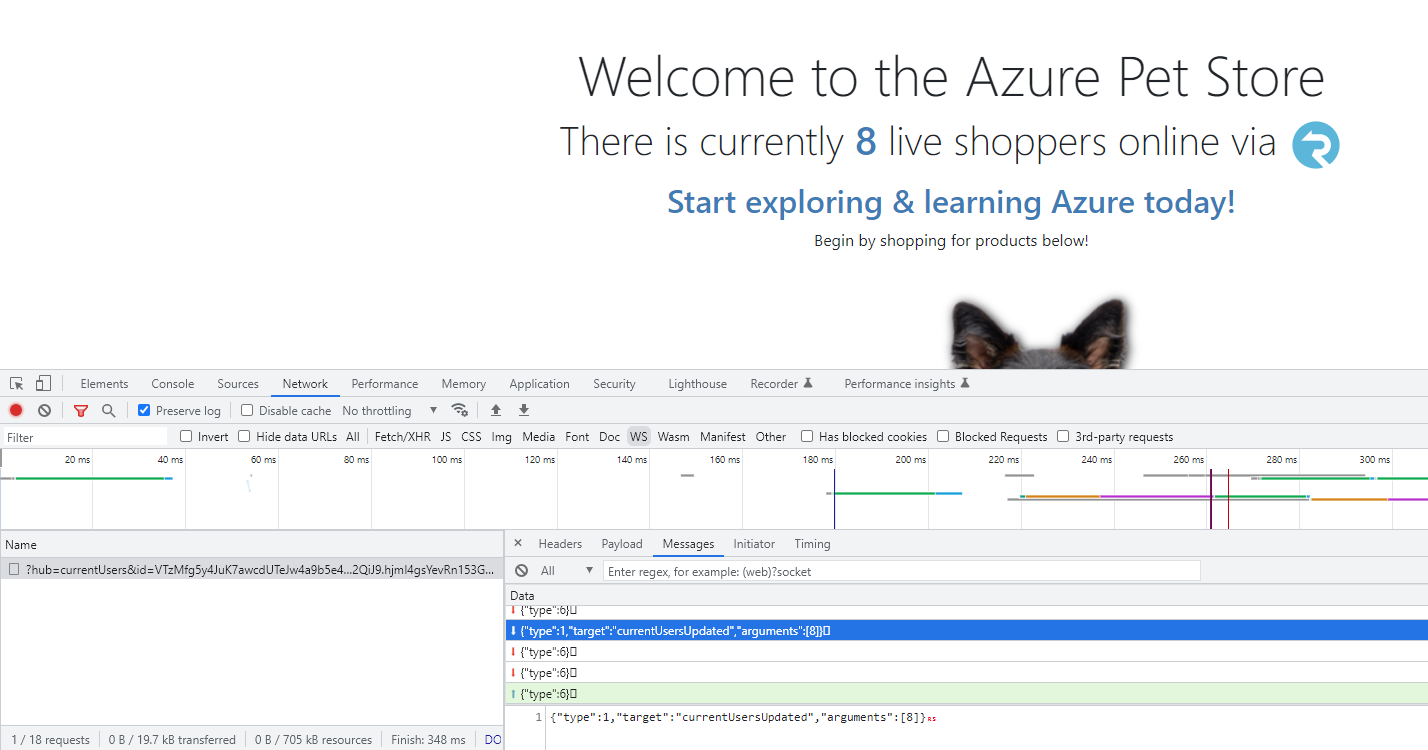 Welcome to the Azure Pet Store
There is currently 8 live shoppers online via
Start exploring & learning Azure today!
Begin by shopping for products below!
Elements Console Sources Network Performance Memory Application Security Lighthouse Recorder Performance insights
Preserve log Disable cache No throttling
Filter Invert Hide data URLs All Fetch/XHR JS CSS Img Media Font Doc WS Wasm Manifest Other Has blocked cookies Blocked Requests 3rd-party requests
20 ms 40 ms 60 ms 80 ms 100 ms 120 ms 140 ms 160 ms 180 ms 200 ms 220 ms 240 ms 260 ms 280 ms 300 ms
Name
?hub=currentUsers&id=VTzMfg5y4JuK7awcdUTeJw4a9b5e4...2QiJ9.hjml4gsYevRn153G...
Headers Payload Messages Initiator Timing
All Enter regex, for example: (web)?socket
Data
{"type":6}
{"type":1,"target":"currentUsersUpdated","arguments":[8]}
{"type":6}
{"type":6}
{"type":6}
1 {"type":1,"target":"currentUsersUpdated","arguments":[8]}RS
1 / 18 requests 0 B / 19.7 kB transferred 0 B / 705 kB resources Finish: 348 ms DO